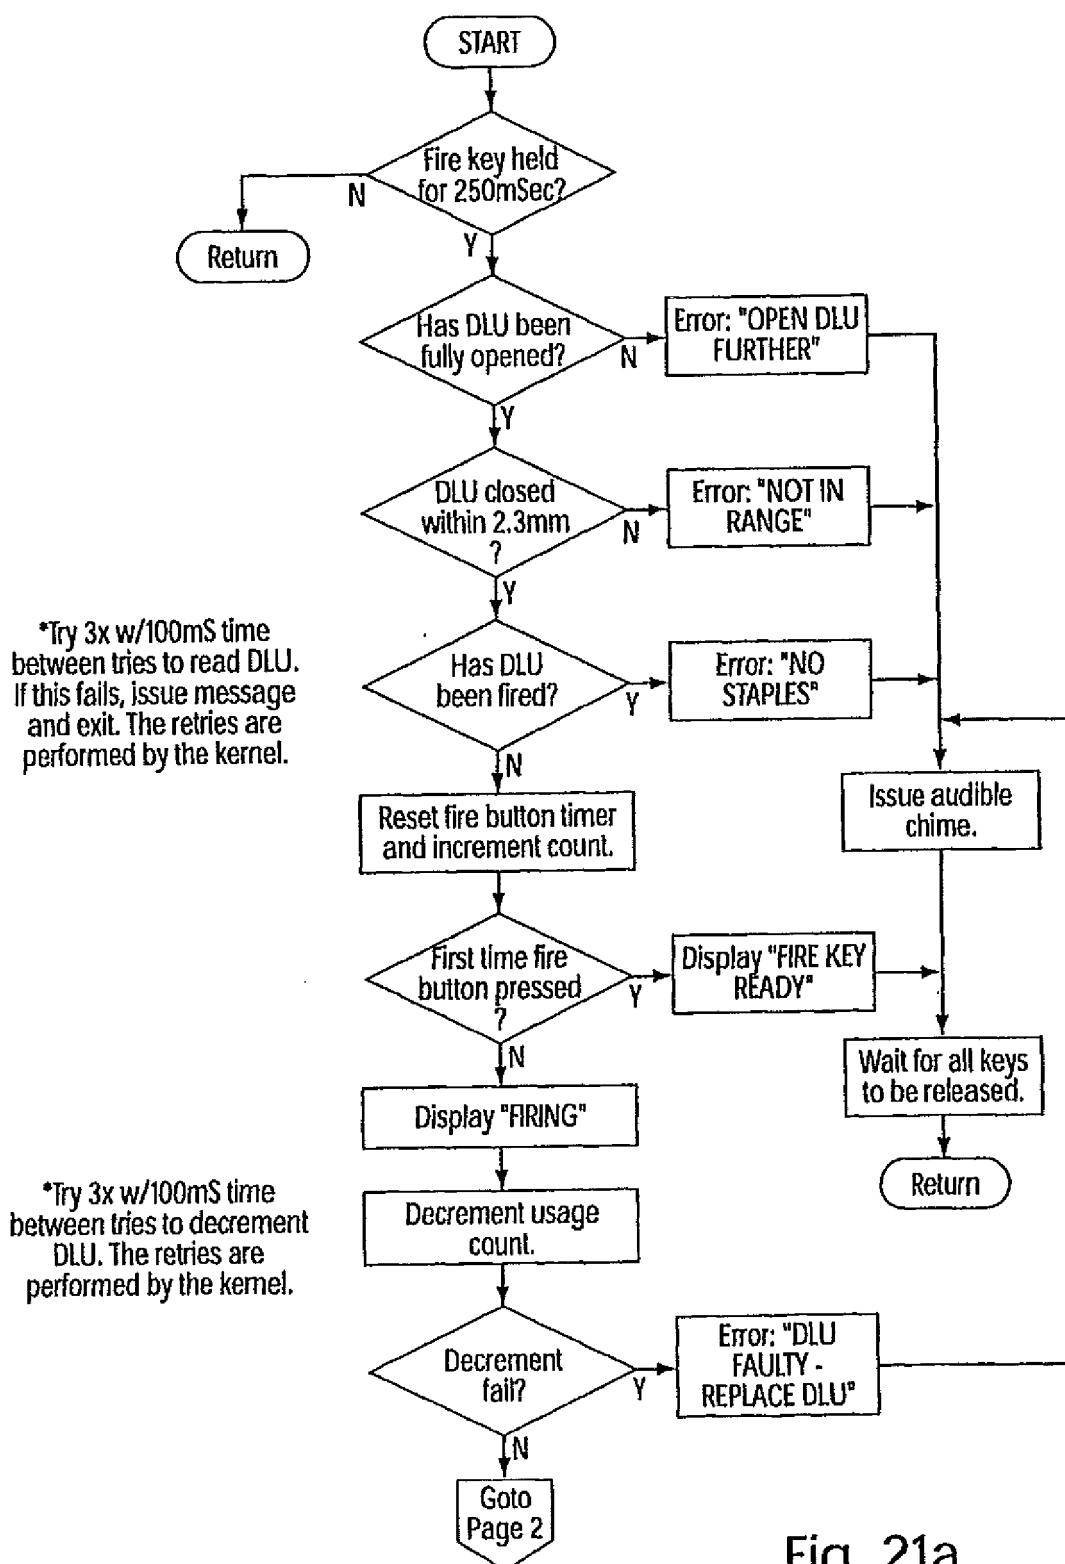 START
Fire key held
for 250mSec?
N
Y
Return
Has DLU been
fully opened?
N
Y
Error: "OPEN DLU
FURTHER"
DLU closed
within 2.3mm
?
N
Y
Error: "NOT IN
RANGE"
*Try 3x w/100mS time
between tries to read DLU.
If this fails, issue message
and exit. The retries are
performed by the kernel.
Has DLU
been fired?
Y
N
Error: "NO
STAPLES"
Reset fire button timer
and increment count.
Issue audible
chime.
First time fire
button pressed
?
Y
N
Display "FIRE KEY
READY"
Wait for all keys
to be released.
Return
Display "FIRING"
*Try 3x w/100mS time
between tries to decrement
DLU. The retries are
performed by the kernel.
Decrement usage
count.
Decrement
fail?
Y
N
Error: "DLU
FAULTY -
REPLACE DLU"
Goto
Page 2
Fig. 21a